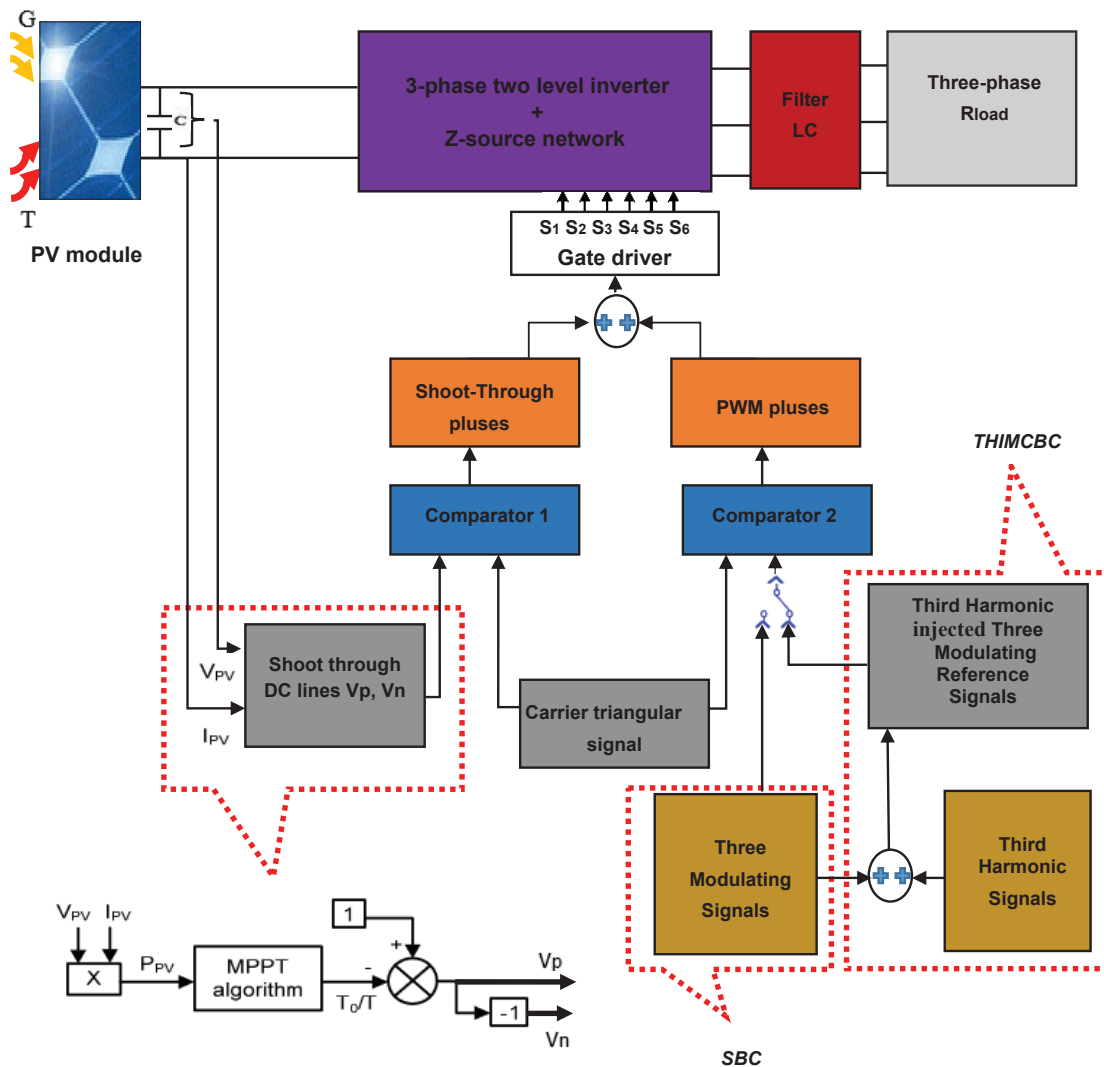 G
T
PV module
C
3-phase two level inverter
+
Z-source network
Filter
LC
Three-phase
Rload
S1 S2 S3 S4 S5 S6
Gate driver
Shoot-Through
pluses
PWM pluses
THIMCBC
Comparator 1
Comparator 2
VPV
IPV
Shoot through
DC lines Vp, Vn
Carrier triangular
signal
Third Harmonic
injected Three
Modulating
Reference
Signals
Three
Modulating
Signals
Third
Harmonic
Signals
SBC
VPV IPV
X
PPV
MPPT
algorithm
T0/T
1
+
-
Vp
-1
Vn